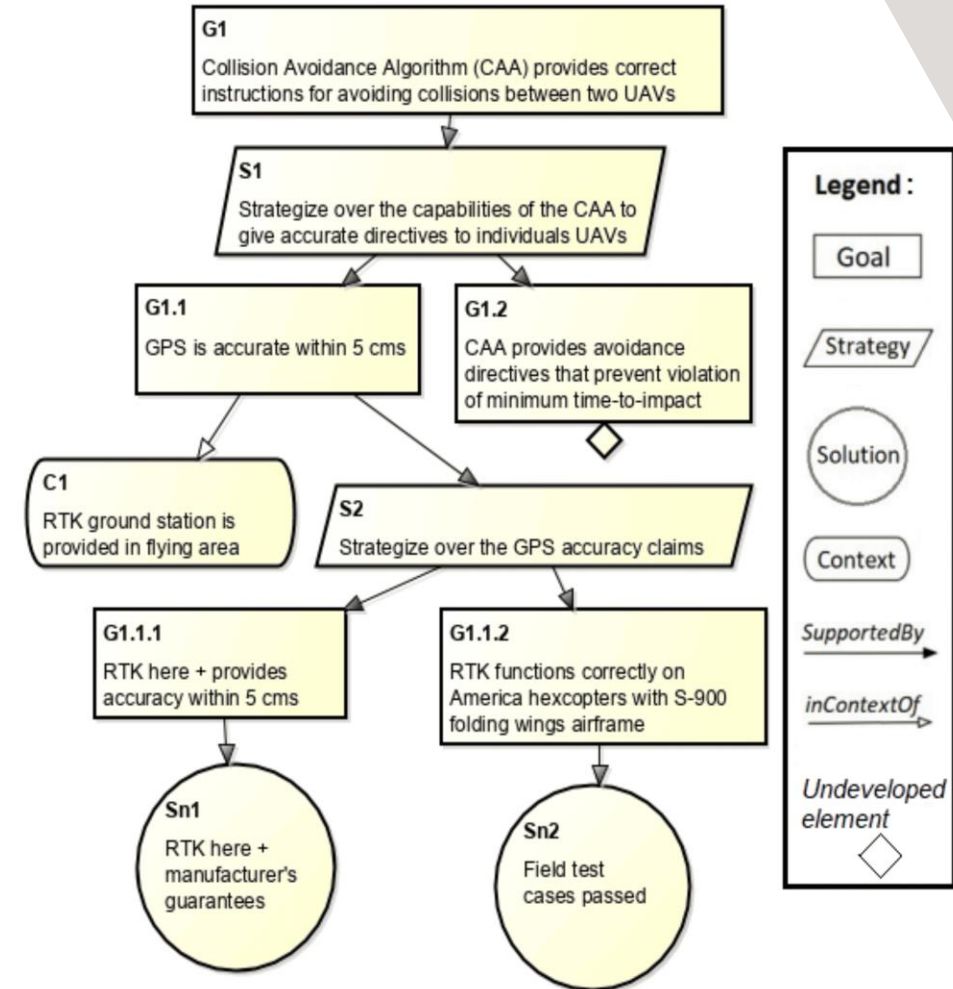 G1
Collision Avoidance Algorithm (CAA) provides correct
instructions for avoiding collisions between two UAVs
S1
Strategize over the capabilities of the CAA to
give accurate directives to individuals UAVs
G1.1
GPS is accurate within 5 cms
G1.2
CAA provides avoidance
directives that prevent violation
of minimum time-to-impact
C1
RTK ground station is
provided in flying area
S2
Strategize over the GPS accuracy claims
G1.1.1
RTK here + provides
accuracy within 5 cms
G1.1.2
RTK functions correctly on
America hexcopters with S-900
folding wings airframe
Sn1
RTK here +
manufacturer's
guarantees
Sn2
Field test
cases passed
Legend :
Goal
Strategy
Solution
Context
SupportedBy
inContextOf
Undeveloped
element